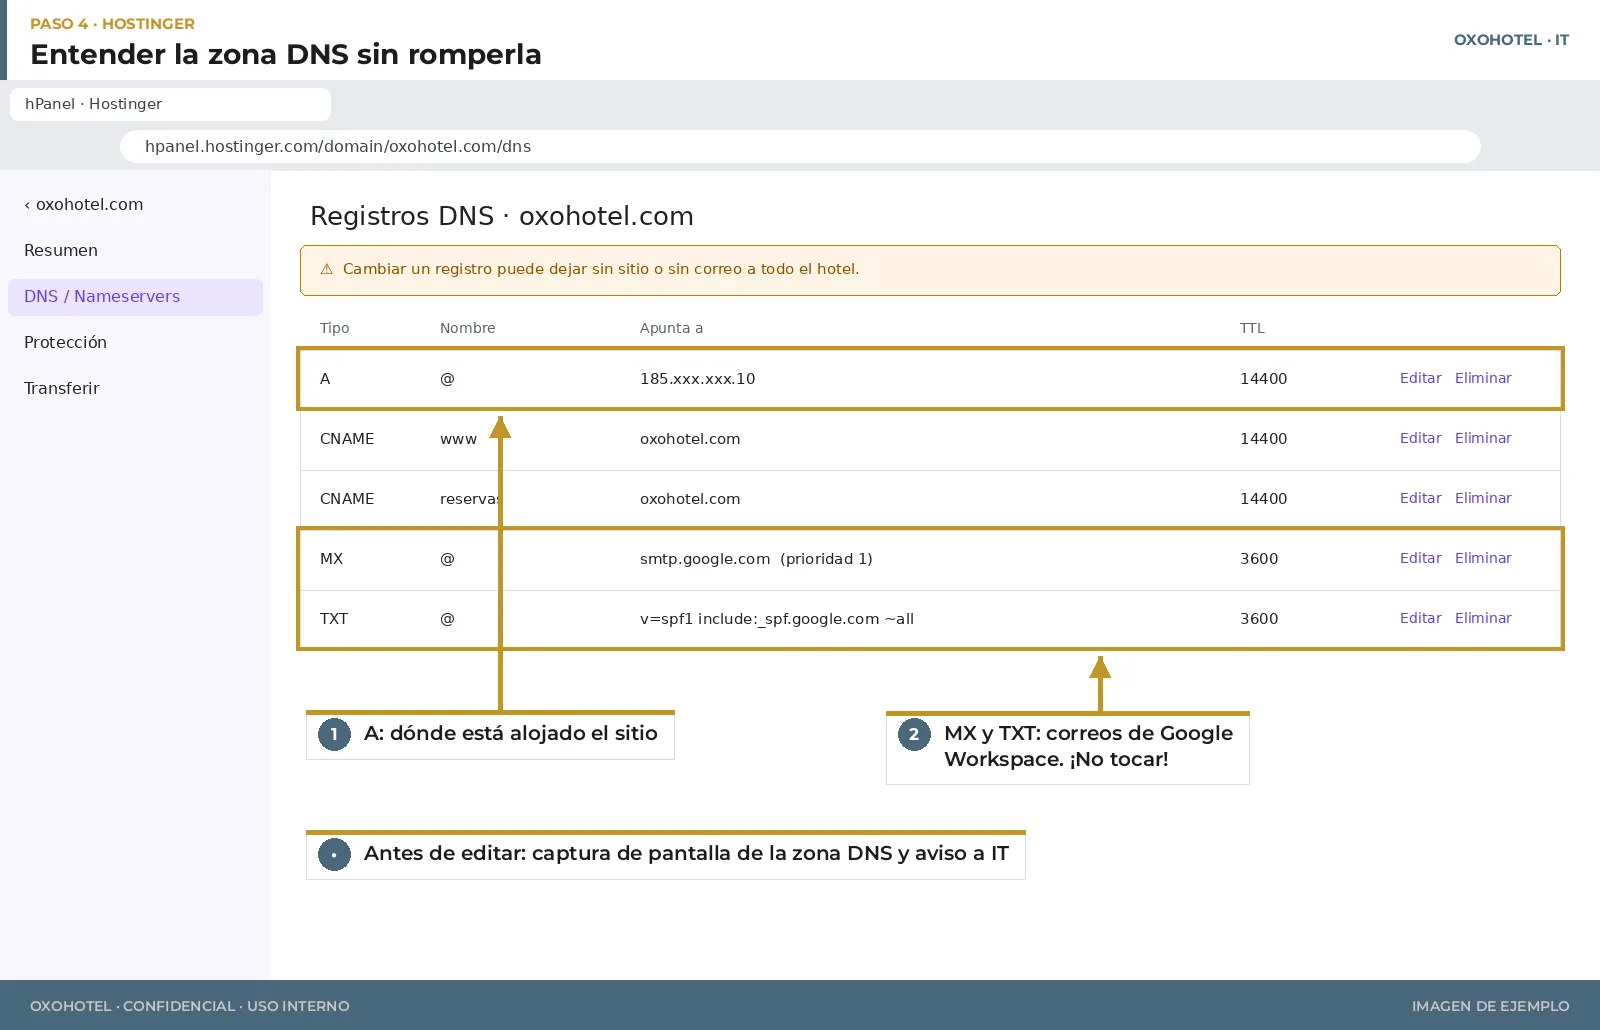 PASO 4 · HOSTINGER
Entender la zona DNS sin romperla
OXOHOTEL · IT
hPanel · Hostinger
hpanel.hostinger.com/domain/oxohotel.com/dns
‹ oxohotel.com
Resumen
DNS / Nameservers
Protección
Transferir
Registros DNS · oxohotel.com
⚠ Cambiar un registro puede dejar sin sitio o sin correo a todo el hotel.
Tipo Nombre Apunta a TTL
A @ 185.xxx.xxx.10 14400 Editar Eliminar
CNAME www oxohotel.com 14400 Editar Eliminar
CNAME reservas oxohotel.com 14400 Editar Eliminar
MX @ smtp.google.com (prioridad 1) 3600 Editar Eliminar
TXT @ v=spf1 include:_spf.google.com ~all 3600 Editar Eliminar
1 A: dónde está alojado el sitio
2 MX y TXT: correos de Google
Workspace. ¡No tocar!
• Antes de editar: captura de pantalla de la zona DNS y aviso a IT
OXOHOTEL · CONFIDENCIAL · USO INTERNO
IMAGEN DE EJEMPLO